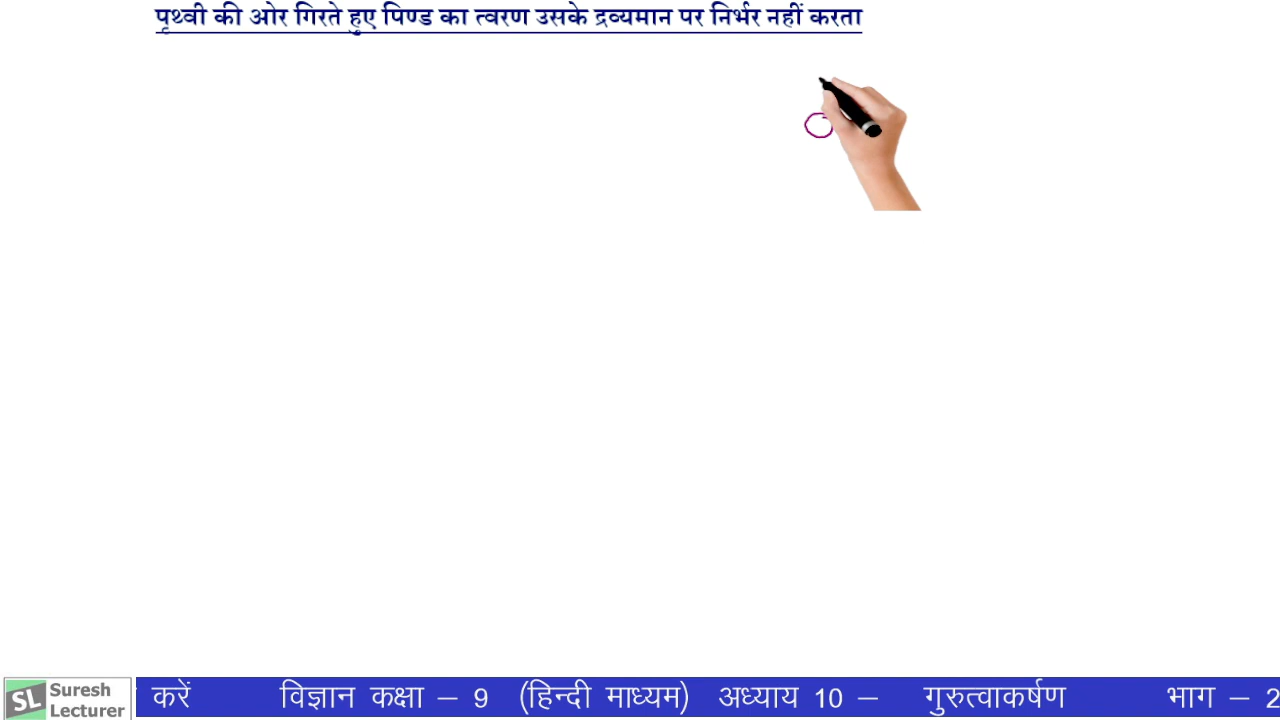 पृथ्वी की ओर गिरते हुए पिण्ड का त्वरण उसके द्रव्यमान पर निर्भर नहीं करता
SL Suresh Lecturer
करें विज्ञान कक्षा – 9 (हिन्दी माध्यम) अध्याय 10 – गुरुत्वाकर्षण भाग – 2